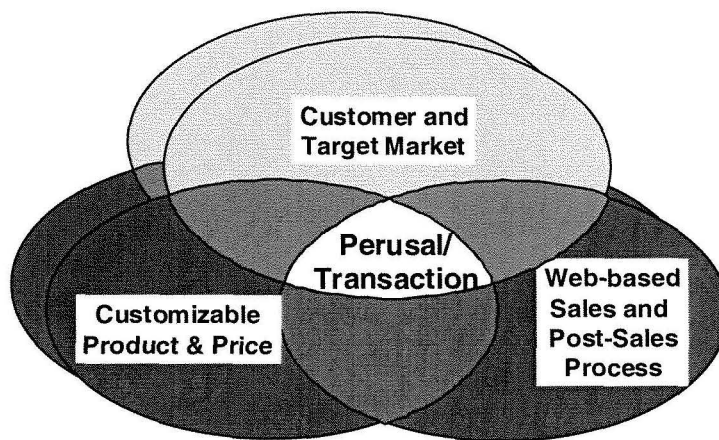 Customer and
Target Market
Perusal/
Transaction
Customizable
Product & Price
Web-based
Sales and
Post-Sales
Process